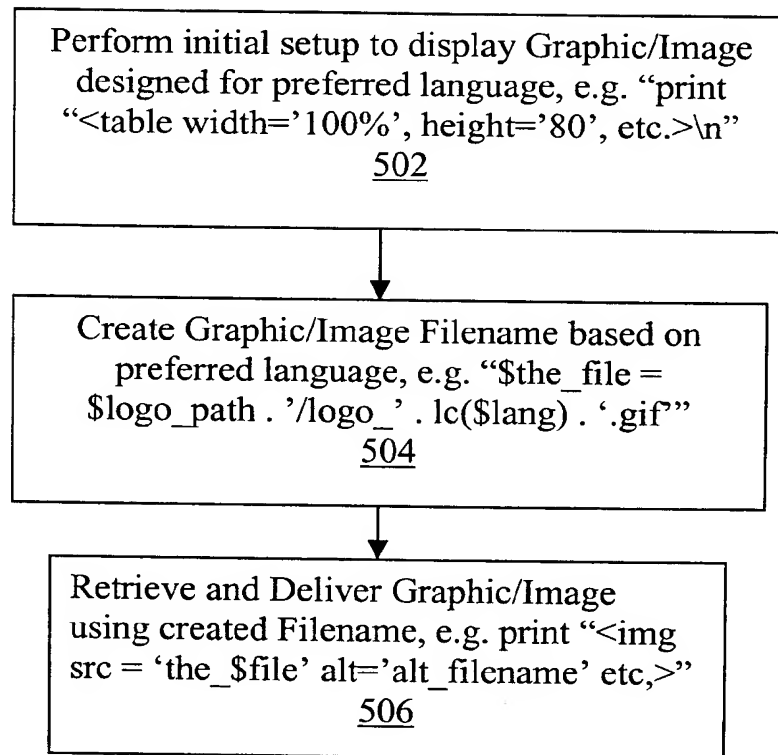 Perform initial setup to display Graphic/Image
designed for preferred language, e.g. “print
“<table width=’100%’, height=’80’, etc.>\n”
502
Create Graphic/Image Filename based on
preferred language, e.g. “$the_file =
$logo_path . '/logo_' . lc($lang) . ‘.gif’”
504
Retrieve and Deliver Graphic/Image
using created Filename, e.g. print “<img
src = ‘the_$file’ alt=’alt_filename’ etc,>”
506